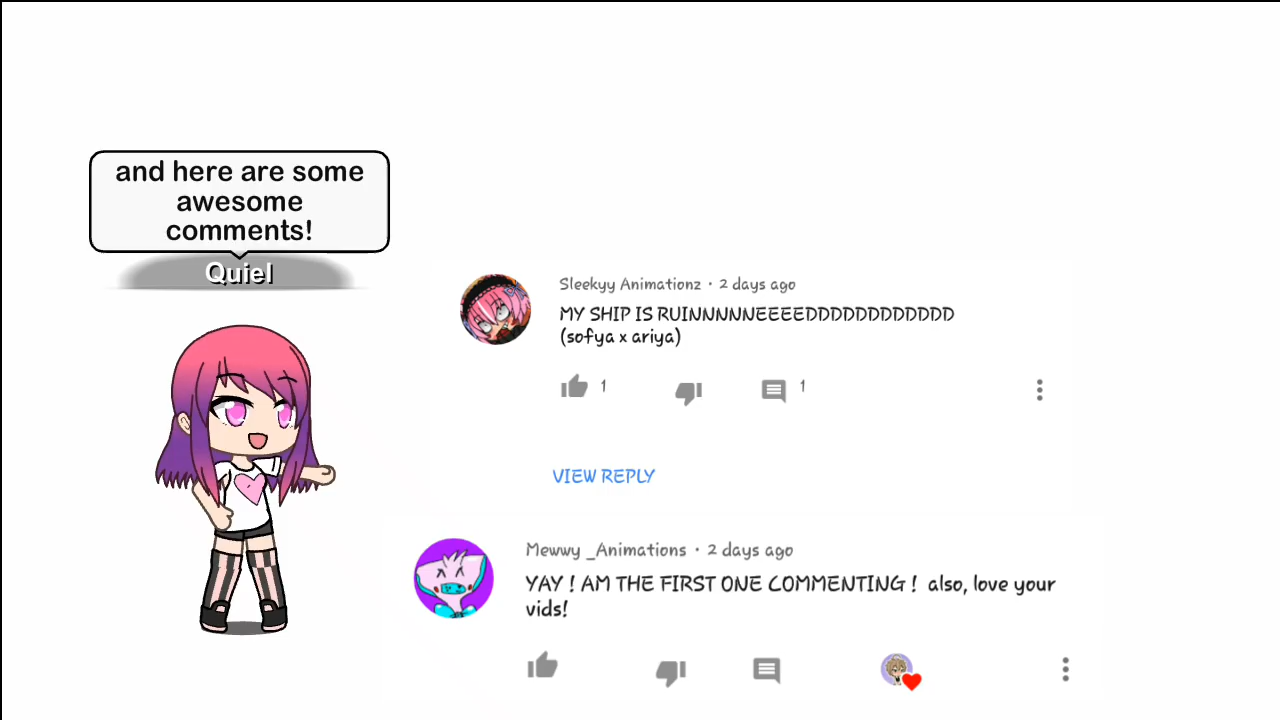 and here are some
awesome
comments!
Quiel
Sleekyy Animationz · 2 days ago
MY SHIP IS RUINNNNNEEEEDDDDDDDDDDDD
(sofya x ariya)
1 1
VIEW REPLY
Mewwy _Animations · 2 days ago
YAY ! AM THE FIRST ONE COMMENTING ! also, love your
vids!